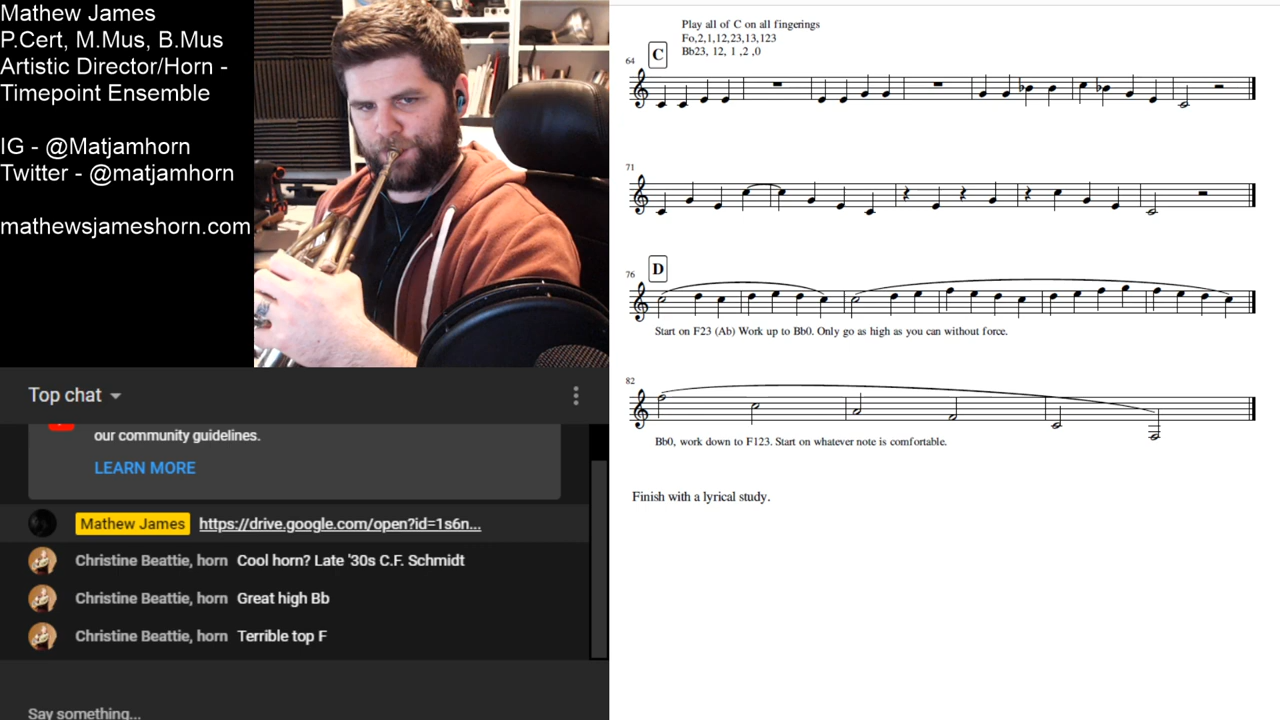 Mathew James
P.Cert, M.Mus, B.Mus
Artistic Director/Horn -
Timepoint Ensemble
IG - @Matjamhorn
Twitter - @matjamhorn
mathewsjameshorn.com
Top chat
our community guidelines.
LEARN MORE
Mathew James https://drive.google.com/open?id=1s6n...
Christine Beattie, horn Cool horn? Late '30s C.F. Schmidt
Christine Beattie, horn Great high Bb
Christine Beattie, horn Terrible top F
Say something...
Play all of C on all fingerings
Fo,2,1,12,23,13,123
Bb23, 12, 1 ,2 ,0
C
64
71
D
76
Start on F23 (Ab) Work up to Bb0. Only go as high as you can without force.
82
Bb0, work down to F123. Start on whatever note is comfortable.
Finish with a lyrical study.